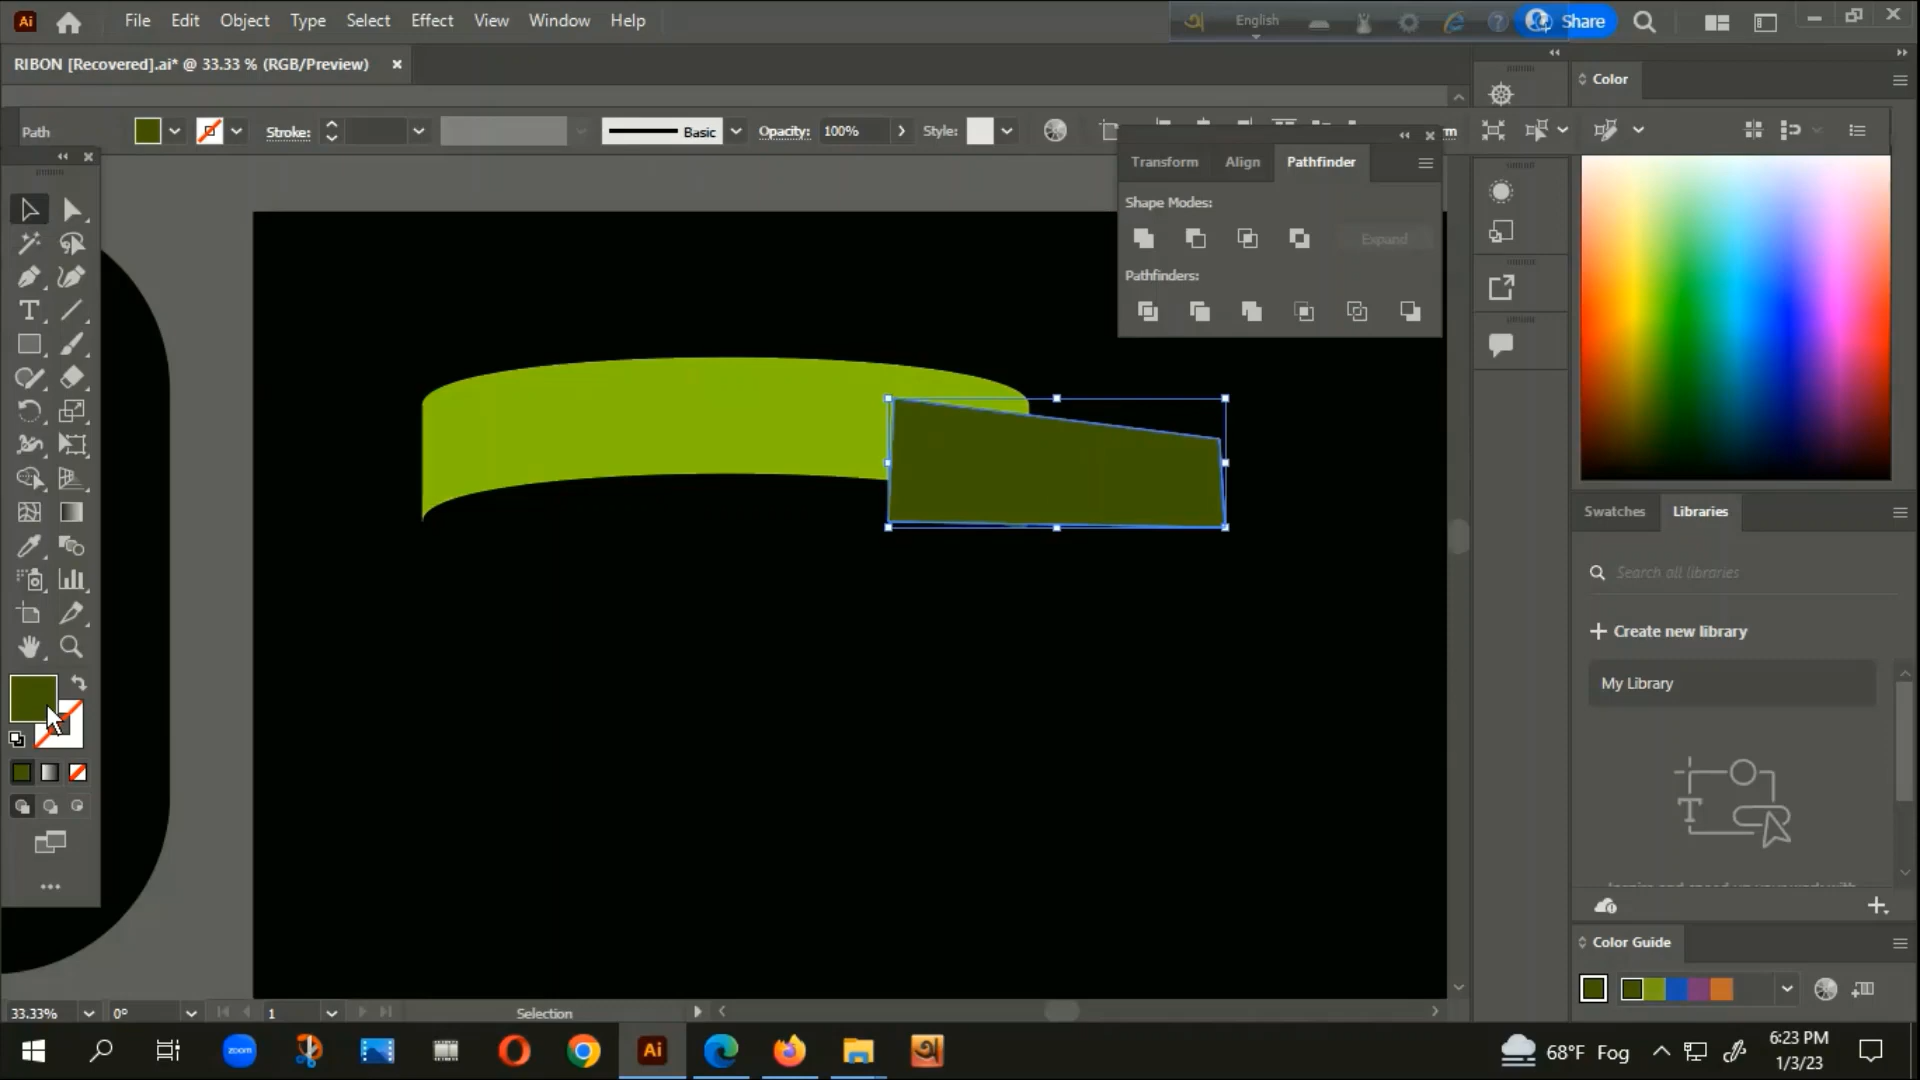 Ai File Edit Object Type Select Effect View Window Help English Share
RIBON [Recovered].ai* @ 33.33 % (RGB/Preview)
Color
Path Stroke: Basic Opacity: 100% Style:
Transform Align Pathfinder
Shape Modes:
Expand
Pathfinders:
Swatches Libraries
Search all libraries
Create new library
My Library
Color Guide
33.33% 0° 1 Selection
zoom Ai 68°F Fog 6:23 PM
1/3/23